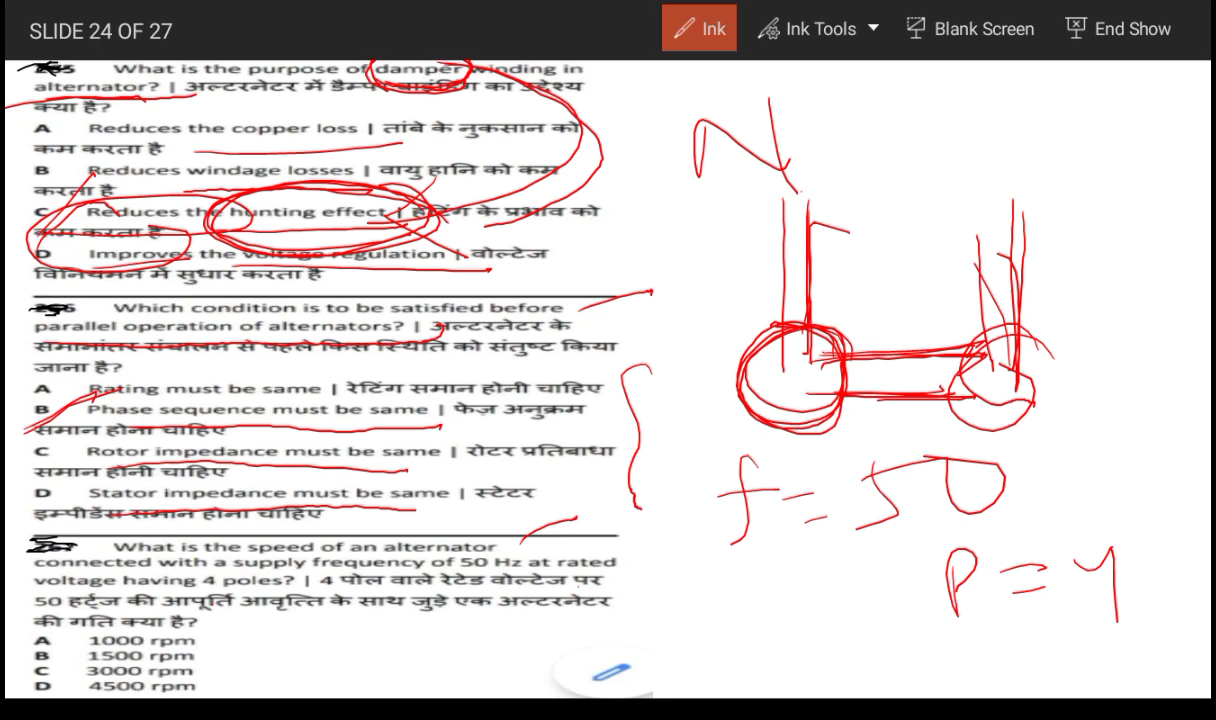 SLIDE 24 OF 27
Ink
Ink Tools
Blank Screen
End Show
What is the purpose of damper winding in
alternator? | अल्टरनेटर में डैम्पर वाइंडिंग का उद्देश्य
क्या है?
A Reduces the copper loss | तांबे के नुकसान को
कम करता है
B Reduces windage losses | वायु हानि को कम
करता है
C Reduces the hunting effect | हंटिंग के प्रभाव को
कम करता है
D Improves the voltage regulation | वोल्टेज
विनियमन में सुधार करता है
Which condition is to be satisfied before
parallel operation of alternators? | अल्टरनेटर के
समानांतर संचालन से पहले किस स्थिति को संतुष्ट किया
जाना है?
A Rating must be same | रेटिंग समान होनी चाहिए
B Phase sequence must be same | फेज़ अनुक्रम
समान होना चाहिए
C Rotor impedance must be same | रोटर प्रतिबाधा
समान होनी चाहिए
D Stator impedance must be same | स्टेटर
इम्पीडेंस समान होना चाहिए
What is the speed of an alternator
connected with a supply frequency of 50 Hz at rated
voltage having 4 poles? | 4 पोल वाले रेटेड वोल्टेज पर
50 हर्ट्ज की आपूर्ति आवृत्ति के साथ जुड़े एक अल्टरनेटर
की गति क्या है?
A 1000 rpm
B 1500 rpm
C 3000 rpm
D 4500 rpm
N
f = 50
P = 4